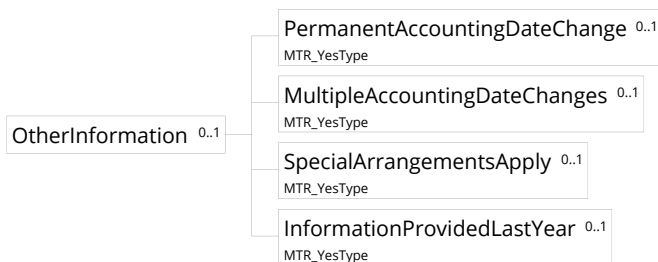 PermanentAccountingDateChange 0..1
MTR_YesType
MultipleAccountingDateChanges 0..1
MTR_YesType
OtherInformation 0..1
SpecialArrangementsApply 0..1
MTR_YesType
InformationProvidedLastYear 0..1
MTR_YesType